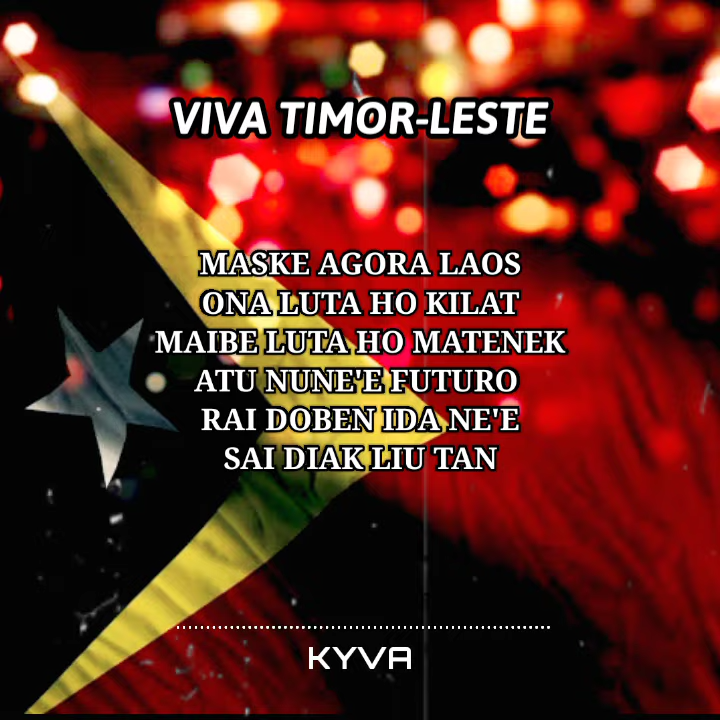 VIVA TIMOR-LESTE
MASKE AGORA LAOS
ONA LUTA HO KILAT
MAIBE LUTA HO MATENEK
ATU NUNE'E FUTURO
RAI DOBEN IDA NE'E
SAI DIAK LIU TAN
KYVA